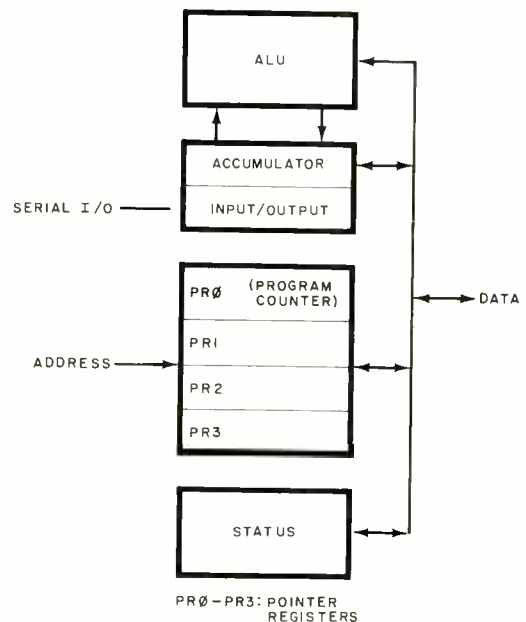 ALU
ACCUMULATOR
SERIAL I/O
INPUT/OUTPUT
PRØ (PROGRAM
COUNTER)
DATA
PR1
ADDRESS
PR2
PR3
STATUS
PRØ-PR3: POINTER
REGISTERS